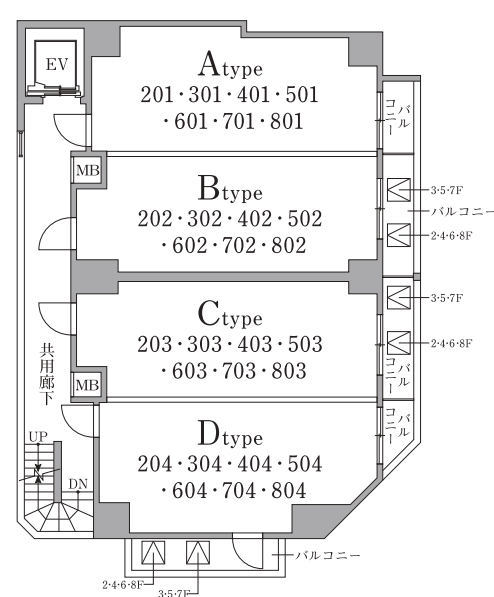 EV
Atype
201・301・401・501
・601・701・801
バルコニー
MB
Btype
202・302・402・502
・602・702・802
3・5・7F
バルコニー
2・4・6・8F
Ctype
203・303・403・503
・603・703・803
3・5・7F
2・4・6・8F
バルコニー
共用廊下
MB
Dtype
204・304・404・504
・604・704・804
バルコニー
UP
DN
バルコニー
2・4・6・8F
3・5・7F